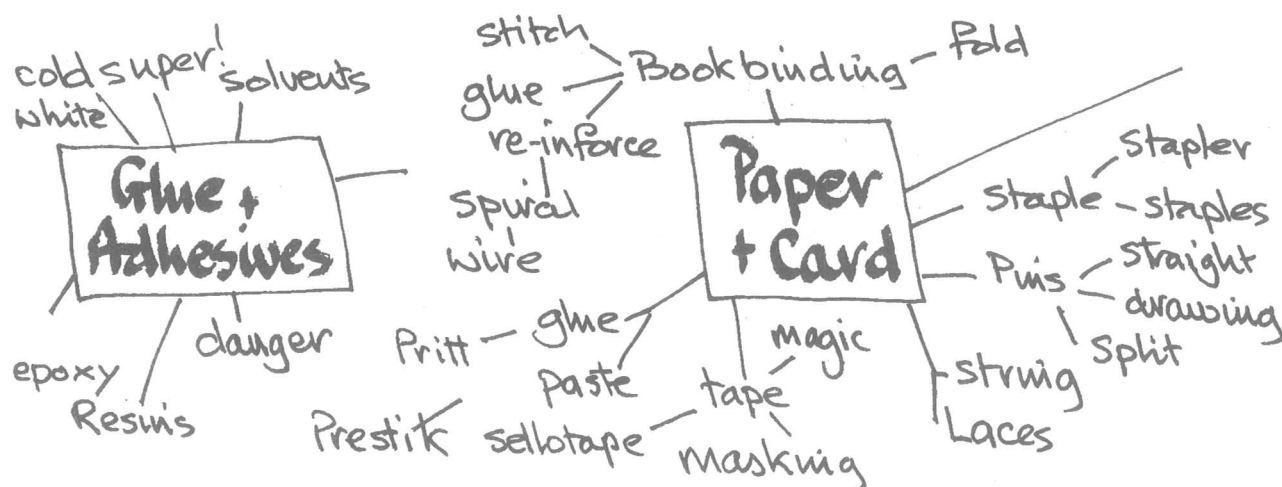 cold super!
white
solvents
Glue +
Adhesives
epoxy
Resins
danger
stitch
glue
re-inforce
spiral
wire
Bookbinding
fold
Paper
+ Card
staple
stapler
staples
Pins
straight
drawing
split
string
Laces
glue
Pritt
paste
Prestik
tape
magic
sellotape
masking